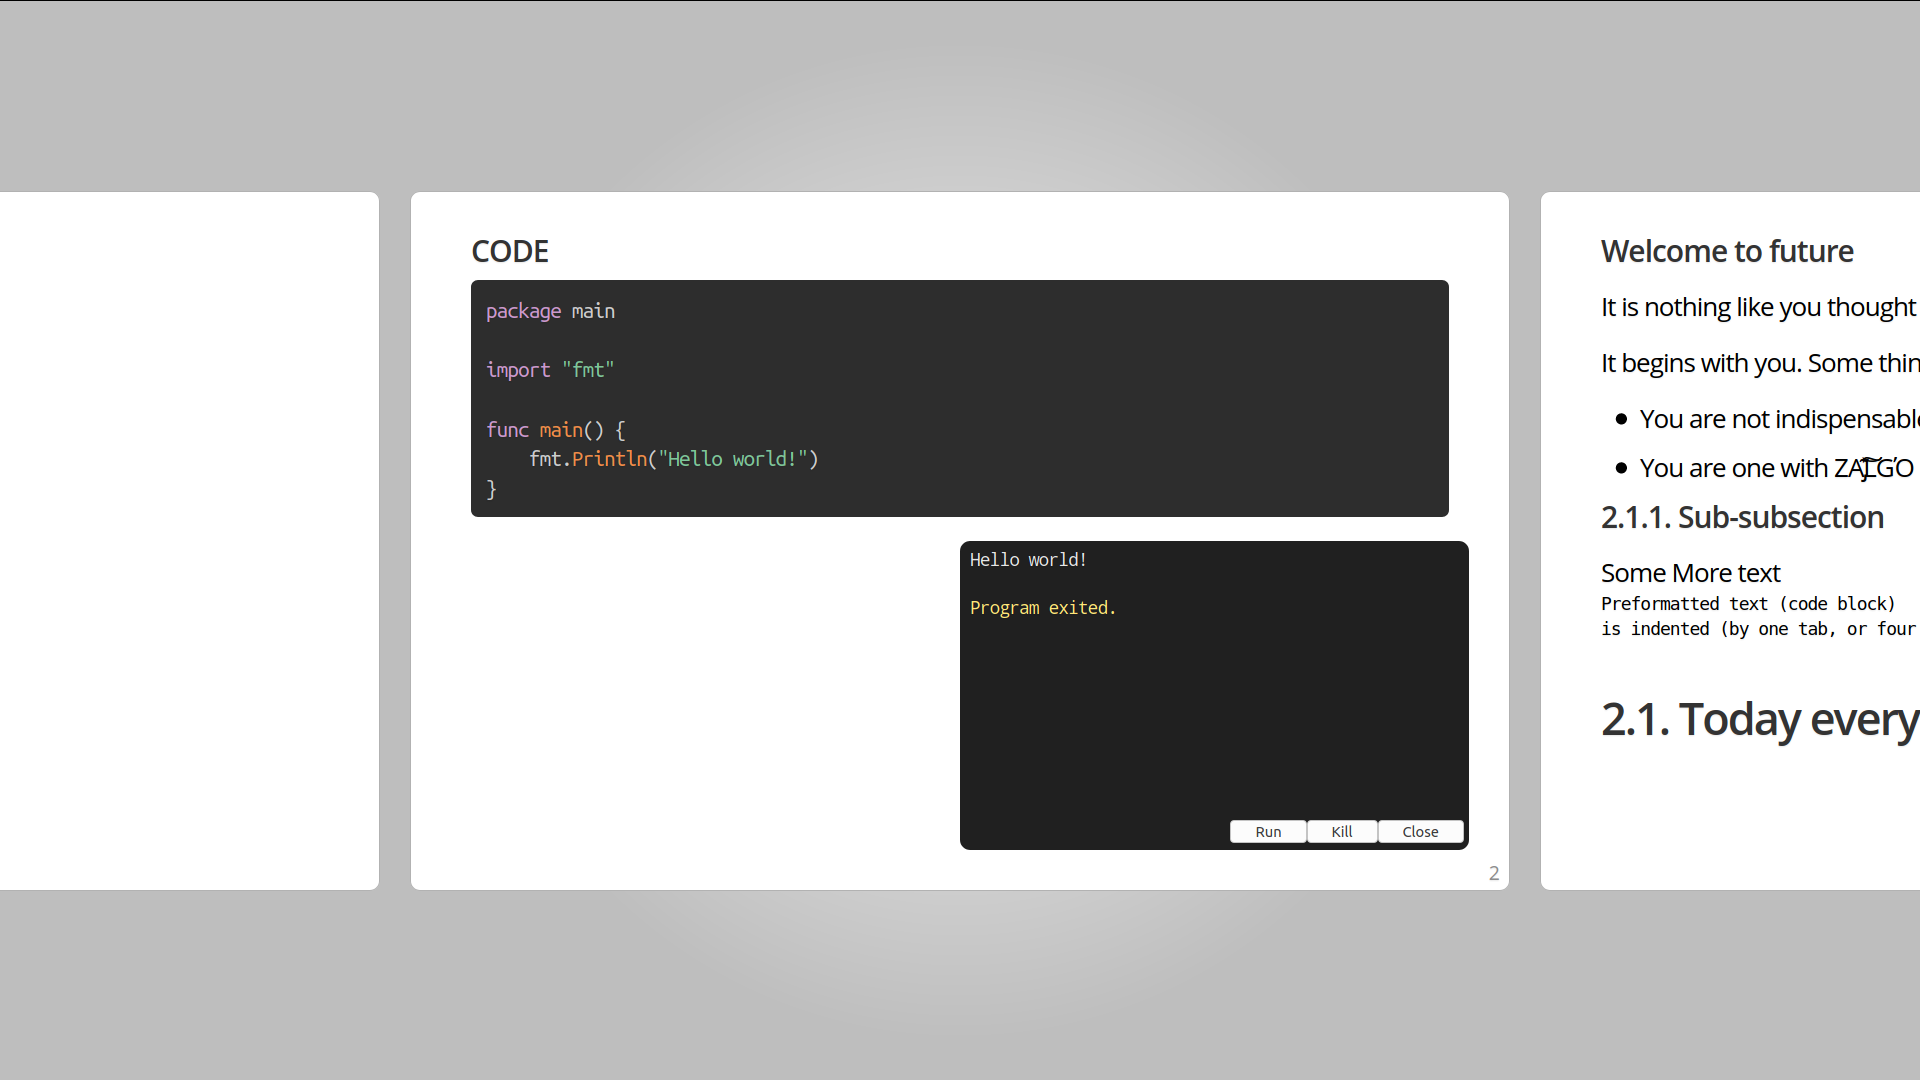 CODE
package main
import "fmt"
func main() {
fmt.Println("Hello world!")
}
Hello world!
Program exited.
Run Kill Close
2
Welcome to future
It is nothing like you thought
It begins with you. Some thin
You are not indispensable
You are one with
2.1.1. Sub-subsection
Some More text
Preformatted text (code block)
is indented (by one tab, or four
2.1. Today every